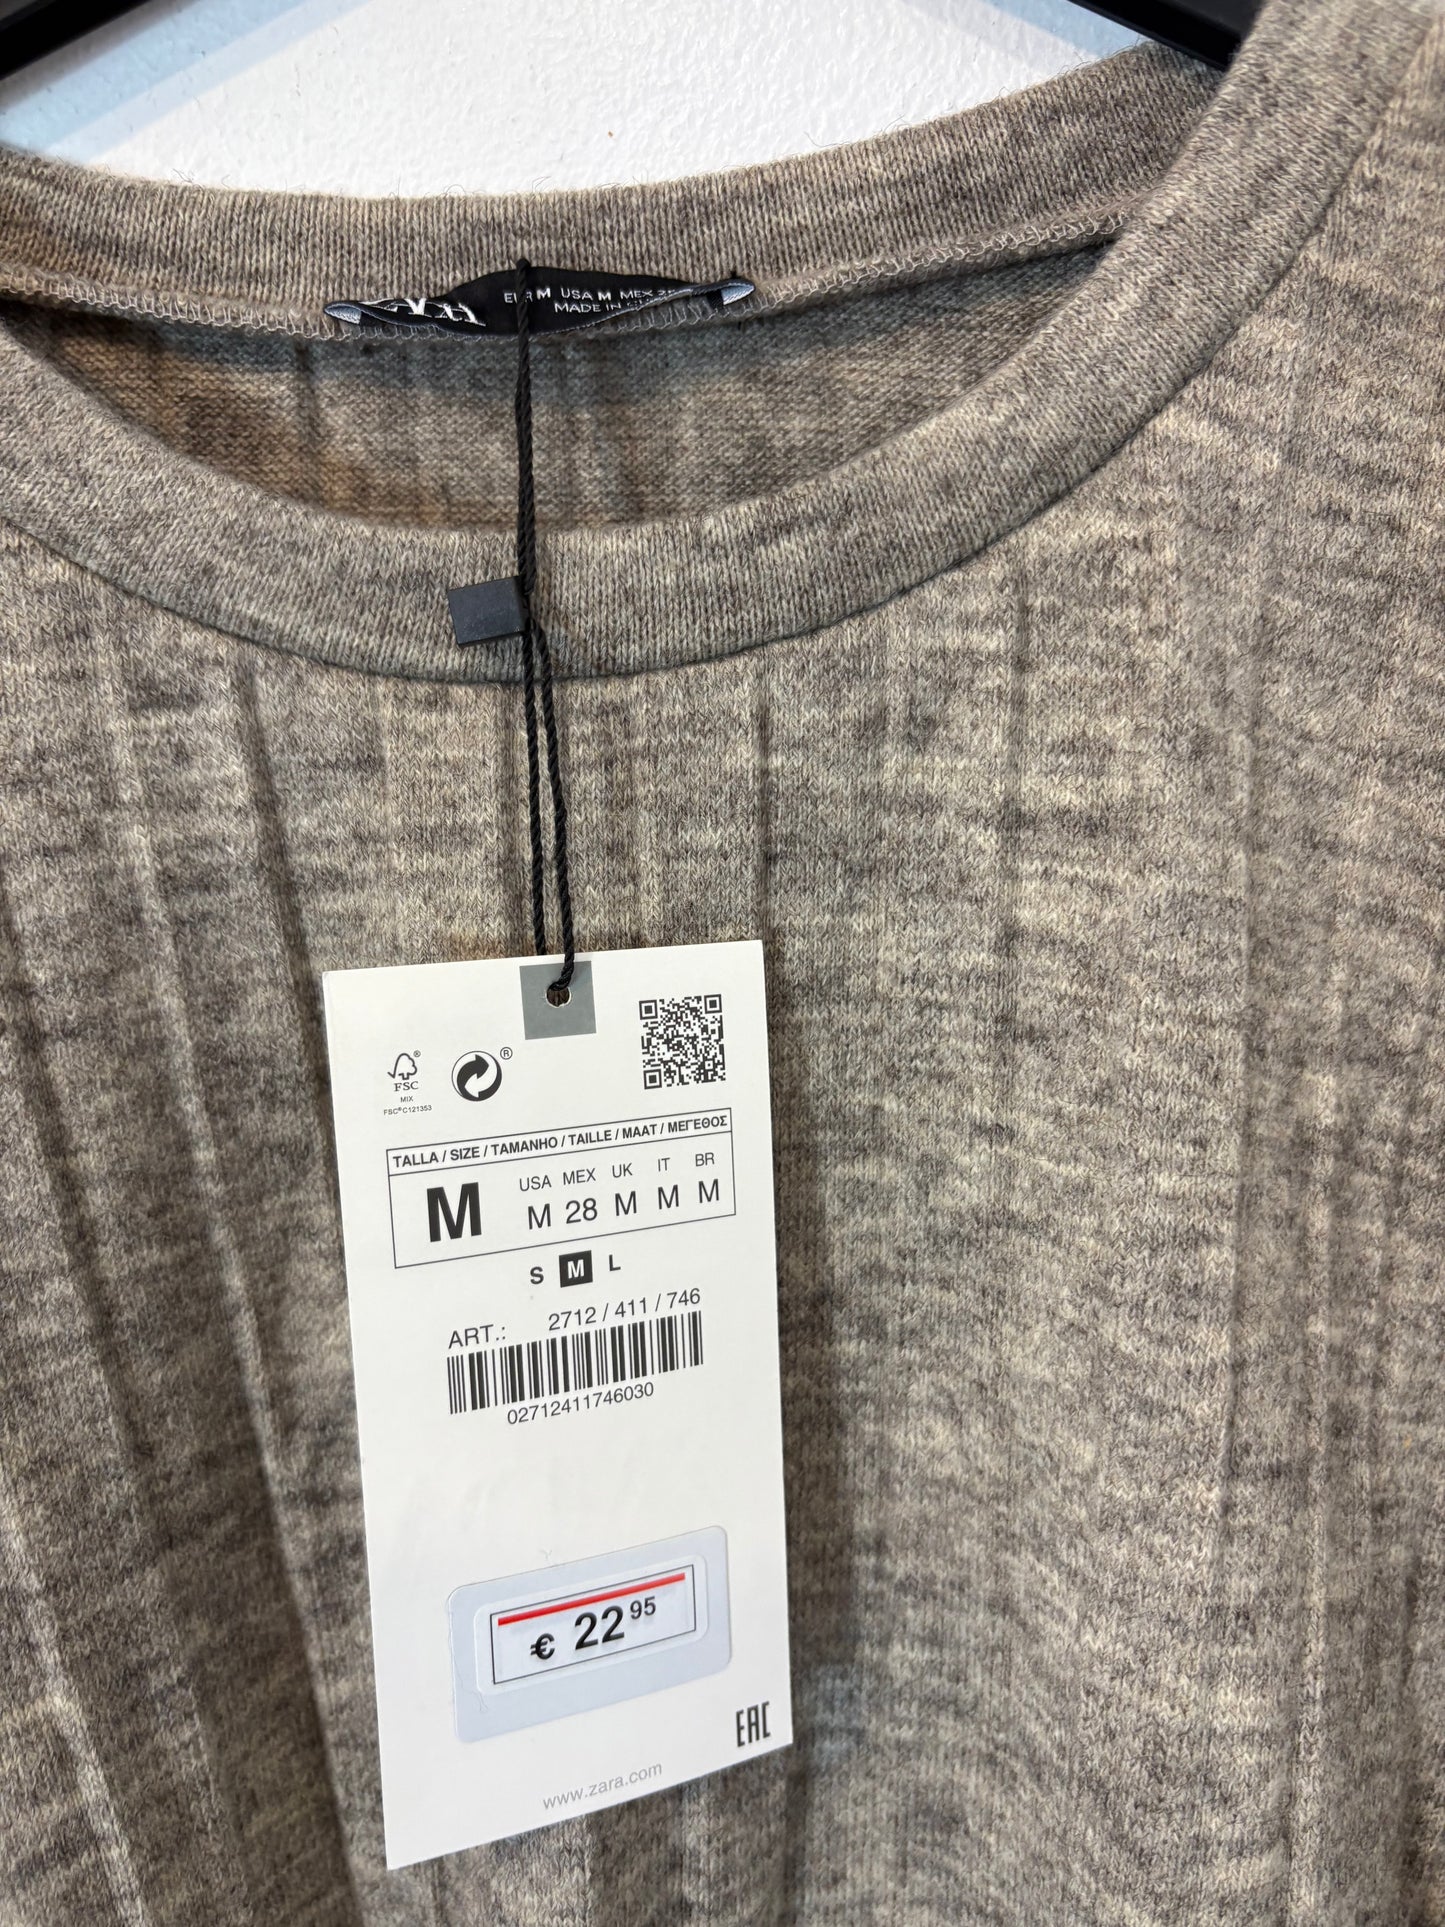 EUR M USA M MEX
MADE IN
FSC®
MIX
FSC® C121353
®
TALLA / SIZE / TAMANHO / TAILLE / MAAT / ΜΕΓΕΘΟΣ
M
USA MEX UK IT BR
M 28 M M M
S M L
ART.: 2712 / 411 / 746
02712411746030
€ 22 95
EAC
www.zara.com